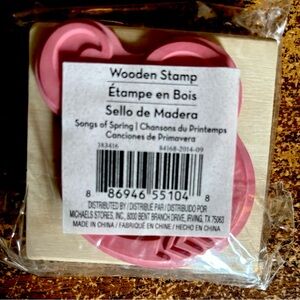 Wooden Stamp
Étampe en Bois
Sello de Madera
Songs of Spring | Chansons du Printemps
Canciones de Primavera
183416 84168-2014-09
8 86946 55104 8
DISTRIBUTED BY / DISTRIBUÉ PAR / DISTRIBUIDO POR
MICHAELS STORES, INC., 8000 BENT BRANCH DRIVE, IRVING, TX 75063
MADE IN CHINA / FABRIQUÉ EN CHINE / HECHO EN CHINA